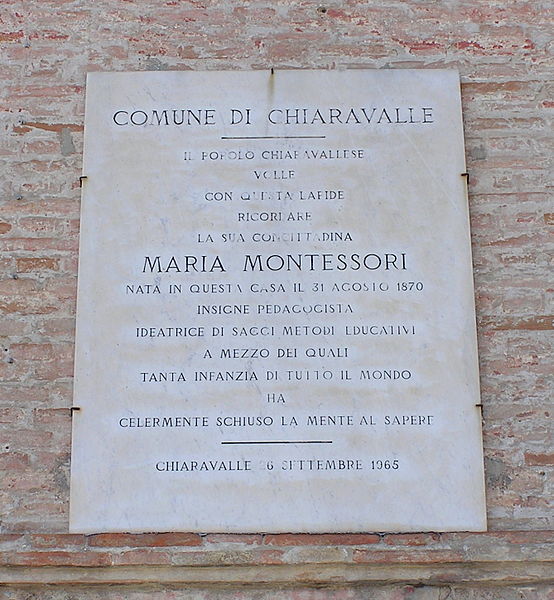 COMUNE DI CHIARAVALLE
IL POPOLO CHIARAVALLESE
VOLLE
CON QUESTA LAPIDE
RICORDARE
LA SUA CONCITTADINA
MARIA MONTESSORI
NATA IN QUESTA CASA IL 31 AGOSTO 1870
INSIGNE PEDAGOGISTA
IDEATRICE DI SAGGI METODI EDUCATIVI
A MEZZO DEI QUALI
TANTA INFANZIA DI TUTTO IL MONDO
HA
CELERMENTE SCHIUSO LA MENTE AL SAPERE
CHIARAVALLE 26 SETTEMBRE 1965